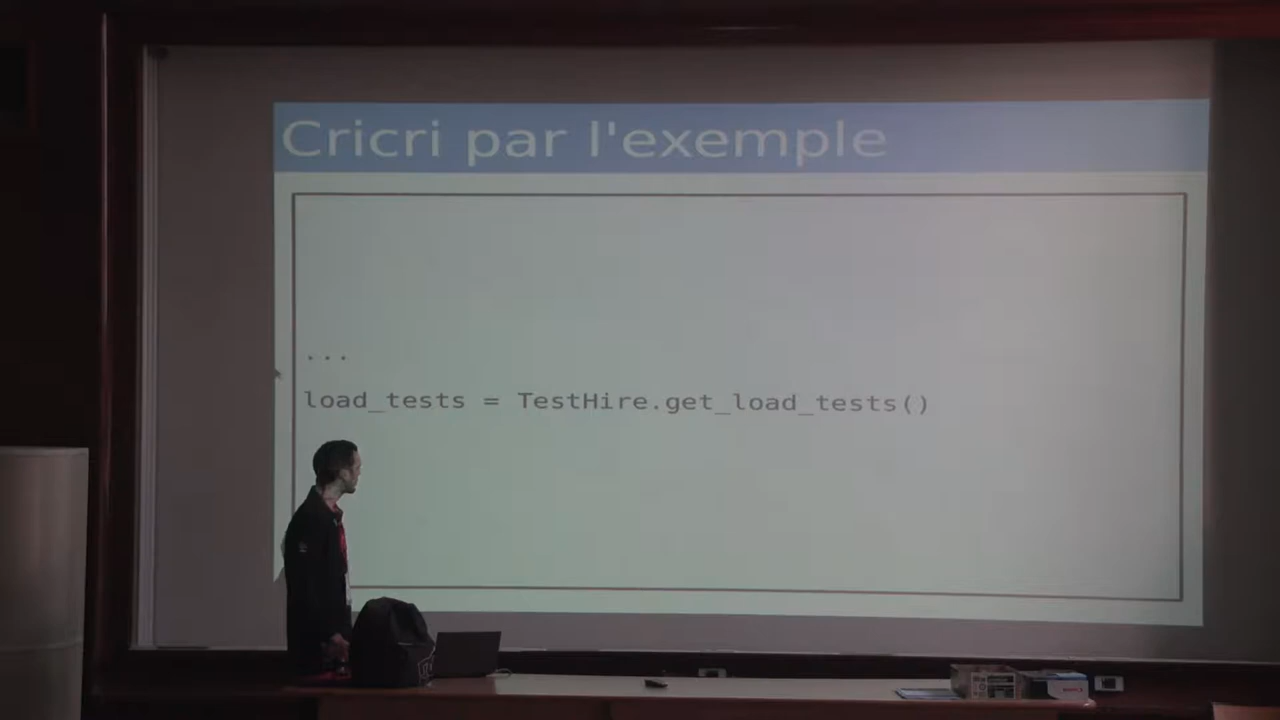 Cricri par l'exemple
...
load_tests = TestHire.get_load_tests()